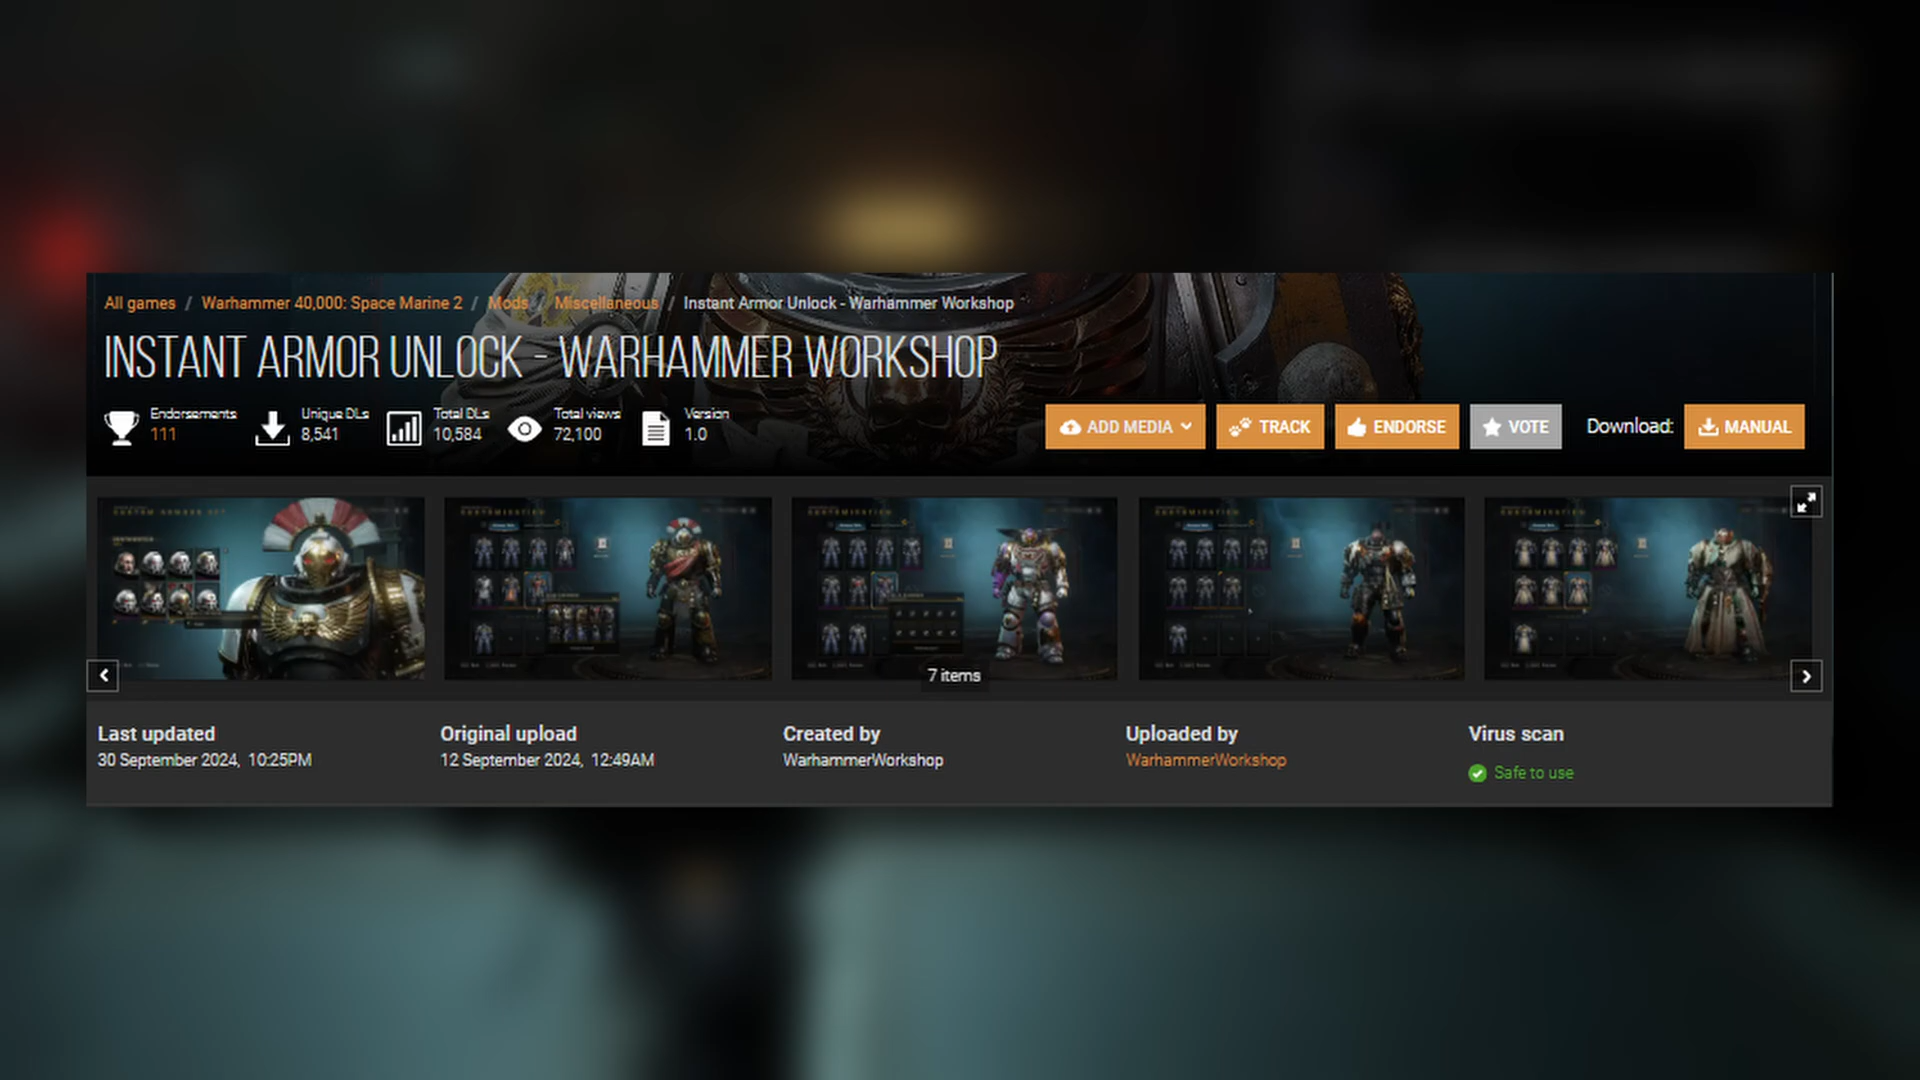 All games / Warhammer 40,000: Space Marine 2 / Mods / Miscellaneous / Instant Armor Unlock - Warhammer Workshop
INSTANT ARMOR UNLOCK - WARHAMMER WORKSHOP
Endorsements
111
Unique DLs
8,541
Total DLs
10,584
Total views
72,100
Version
1.0
ADD MEDIA
TRACK
ENDORSE
VOTE
Download:
MANUAL
7 items
Last updated
30 September 2024, 10:25PM
Original upload
12 September 2024, 12:49AM
Created by
WarhammerWorkshop
Uploaded by
WarhammerWorkshop
Virus scan
Safe to use